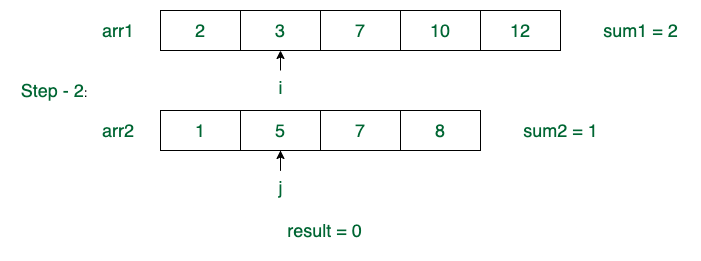 arr1 2 3 7 10 12 sum1 = 2
i
Step - 2:
arr2 1 5 7 8 sum2 = 1
j
result = 0